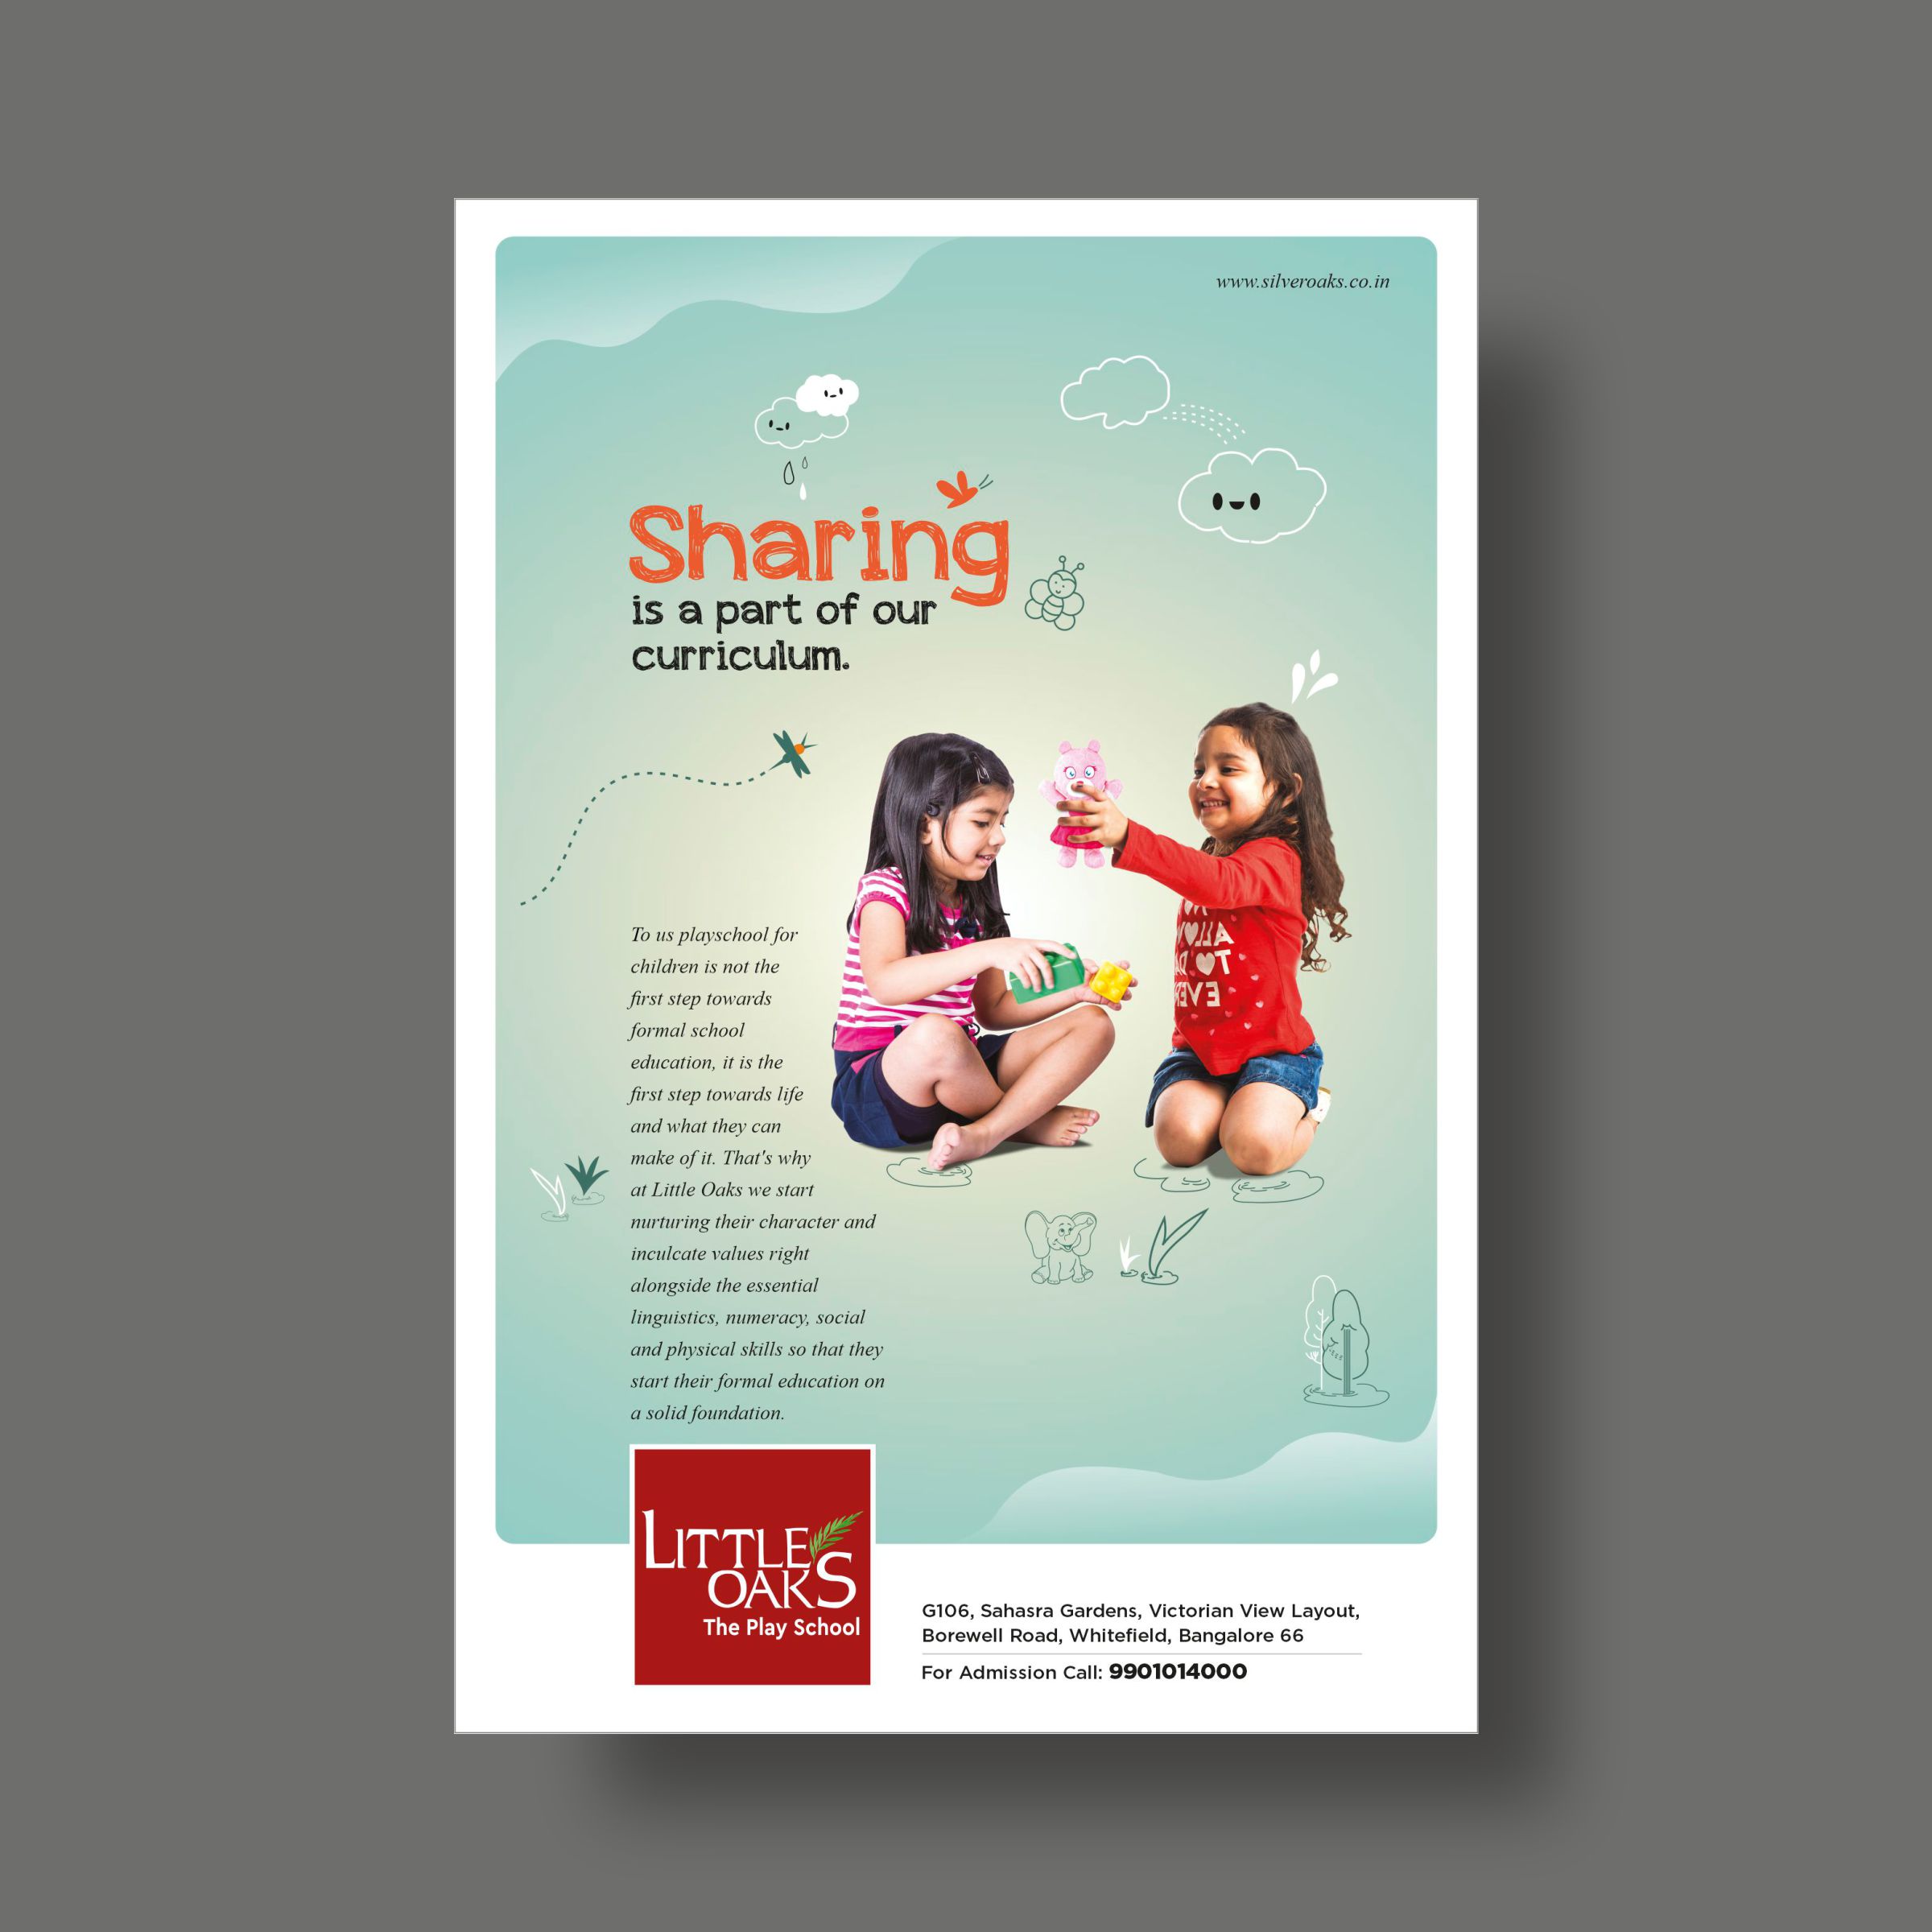 www.silveroaks.co.in
Sharing
is a part of our
curriculum.
To us playschool for
children is not the
first step towards
formal school
education, it is the
first step towards life
and what they can
make of it. That's why
at Little Oaks we start
nurturing their character and
inculcate values right
alongside the essential
linguistics, numeracy, social
and physical skills so that they
start their formal education on
a solid foundation.
LITTLE
OAKS
The Play School
G106, Sahasra Gardens, Victorian View Layout,
Borewell Road, Whitefield, Bangalore 66
For Admission Call: 9901014000